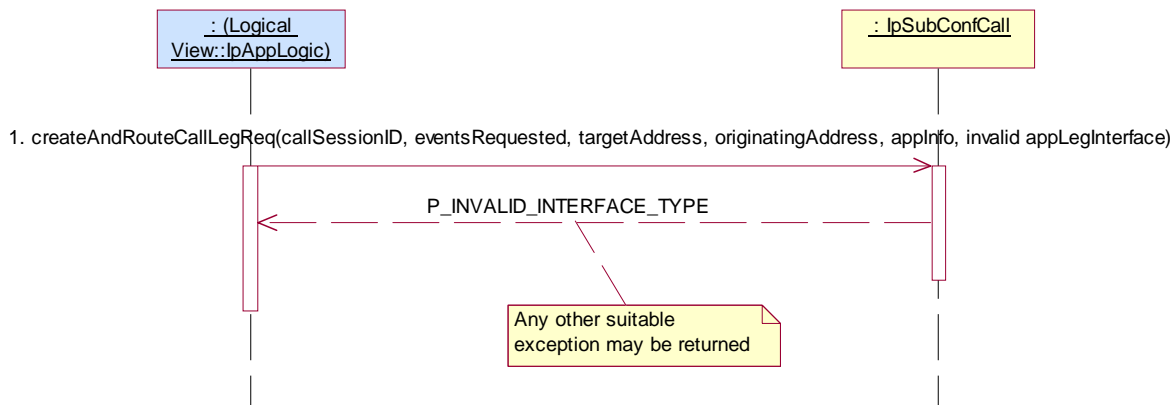 : (Logical
View::IpAppLogic)
: IpSubConfCall
1. createAndRouteCallLegReq(callSessionID, eventsRequested, targetAddress, originatingAddress, appInfo, invalid appLegInterface)
P_INVALID_INTERFACE_TYPE
Any other suitable
exception may be returned